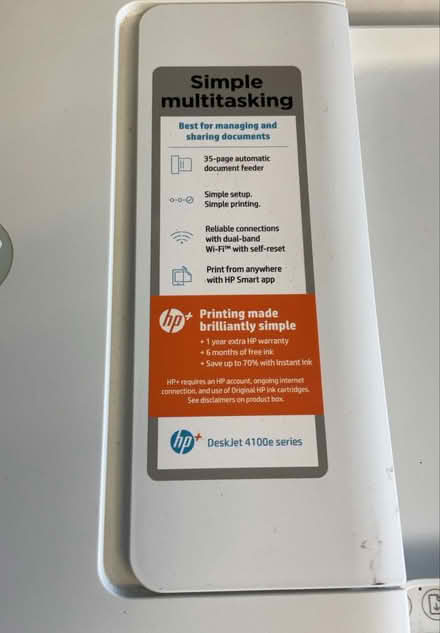 Simple
multitasking
Best for managing and
sharing documents
35-page automatic
document feeder
Simple setup.
Simple printing.
Reliable connections
with dual-band
Wi-Fi™ with self-reset
Print from anywhere
with HP Smart app
hp+ Printing made
brilliantly simple
+ 1 year extra HP warranty
+ 6 months of free ink
+ Save up to 70% with Instant Ink
HP+ requires an HP account, ongoing internet
connection, and use of Original HP ink cartridges.
See disclaimers on product box.
hp+ DeskJet 4100e series